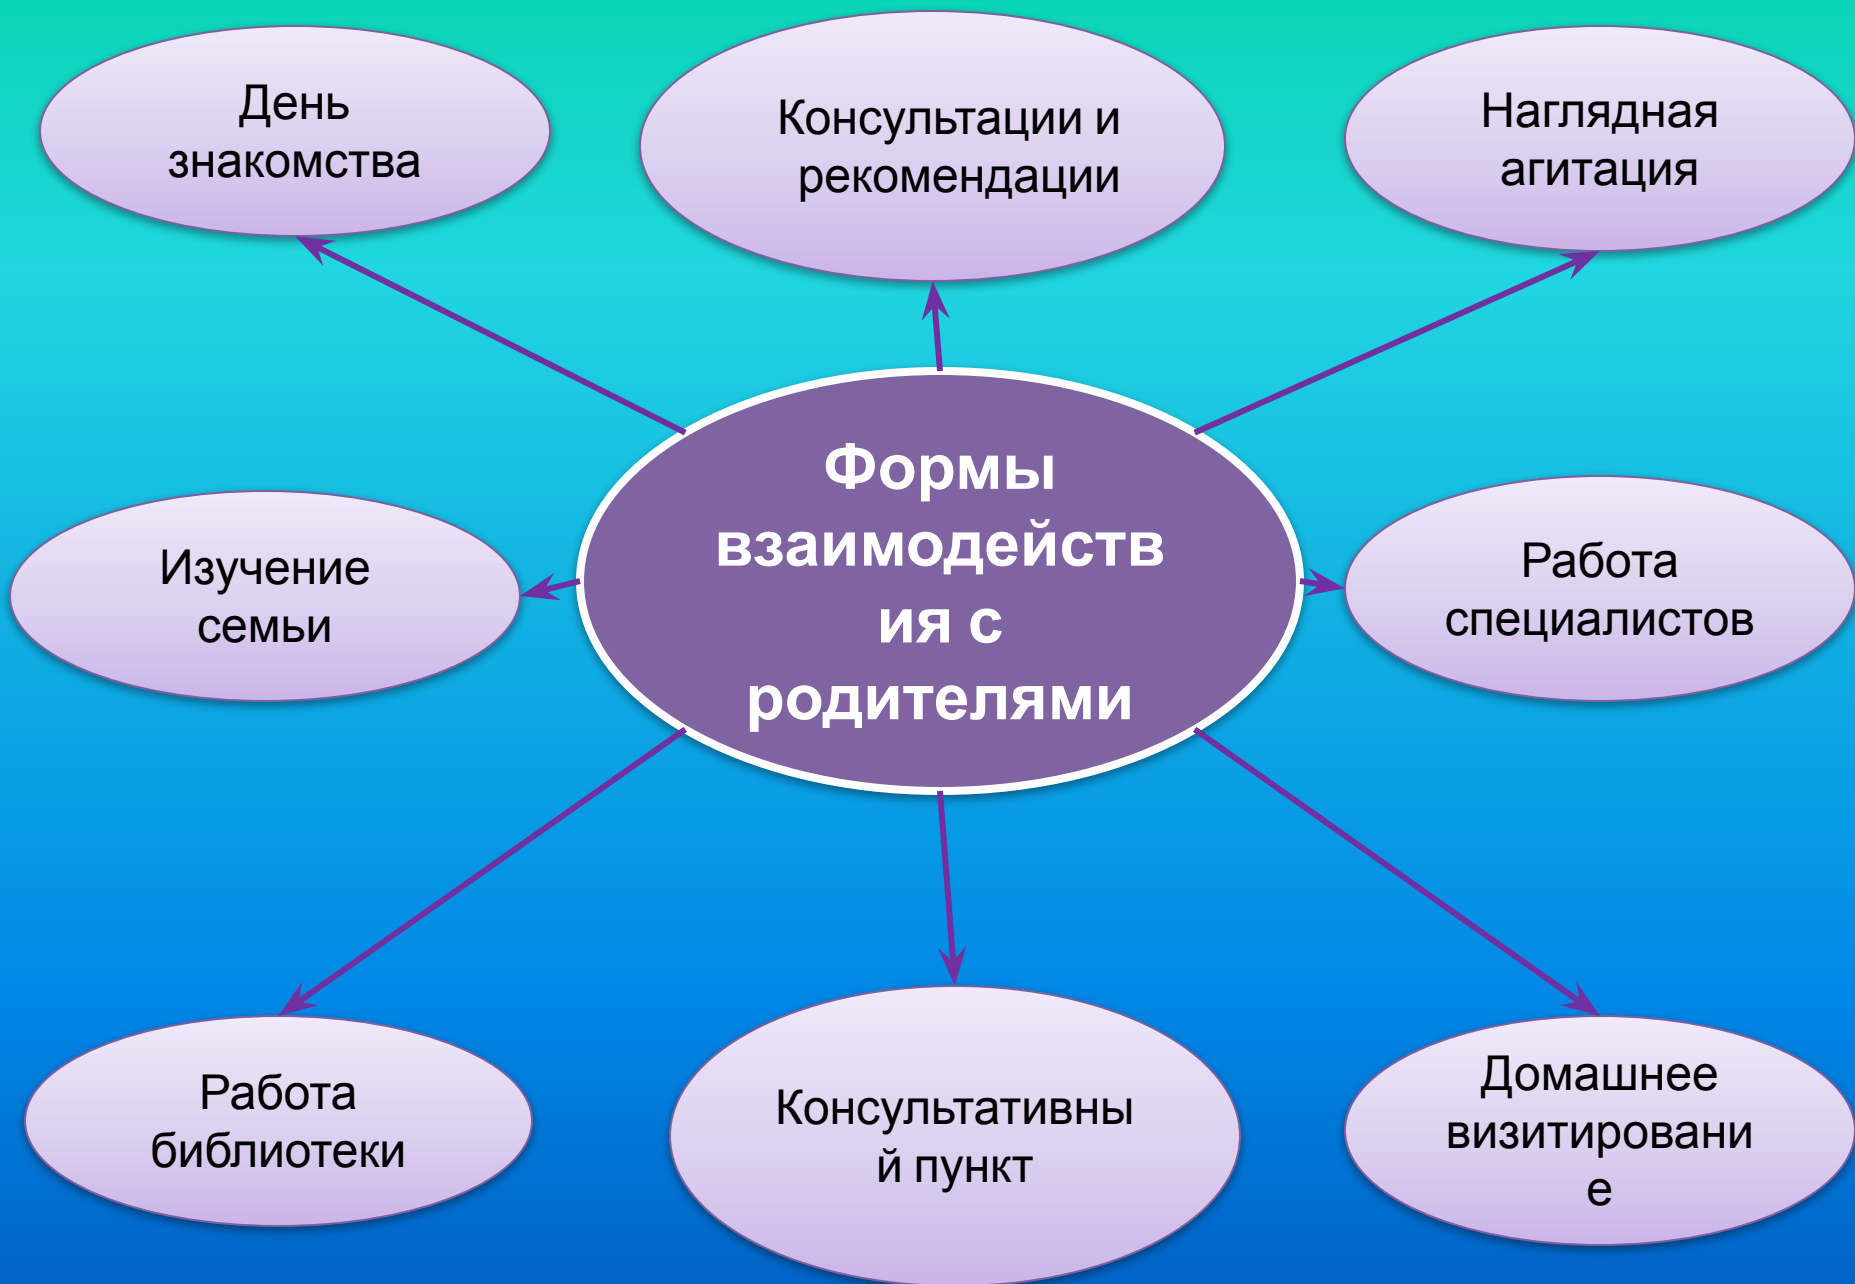 День
знакомства
Консультации и
рекомендации
Наглядная
агитация
Формы
взаимодейств
ия с
родителями
Изучение
семьи
Работа
специалистов
Работа
библиотеки
Консультативны
й пункт
Домашнее
визитировани
е